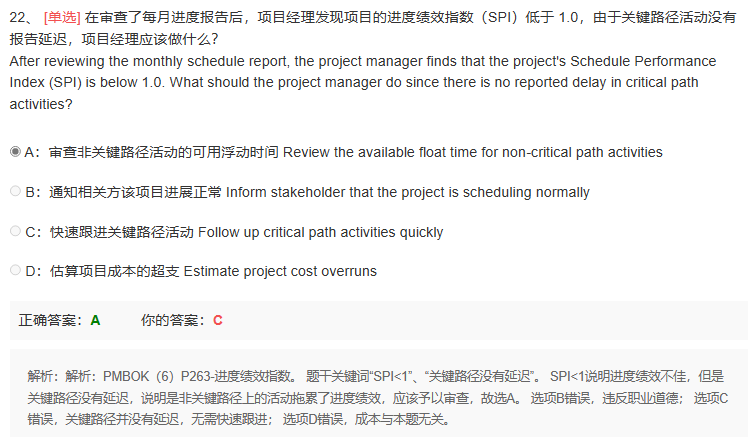 22、 [单选] 在审查了每月进度报告后，项目经理发现项目的进度绩效指数（SPI）低于 1.0，由于关键路径活动没有
报告延迟，项目经理应该做什么？
After reviewing the monthly schedule report, the project manager finds that the project's Schedule Performance
Index (SPI) is below 1.0. What should the project manager do since there is no reported delay in critical path
activities?
A：审查非关键路径活动的可用浮动时间 Review the available float time for non-critical path activities
B：通知相关方该项目进展正常 Inform stakeholder that the project is scheduling normally
C：快速跟进关键路径活动 Follow up critical path activities quickly
D：估算项目成本的超支 Estimate project cost overruns
正确答案：A 你的答案：C
解析：解析：PMBOK（6）P263-进度绩效指数。 题干关键词“SPI<1”、“关键路径没有延迟”。 SPI<1说明进度绩效不佳，但是
关键路径没有延迟，说明是非关键路径上的活动拖累了进度绩效，应该予以审查，故选A。 选项B错误，违反职业道德； 选项C
错误，关键路径并没有延迟，无需快速跟进； 选项D错误，成本与本题无关。